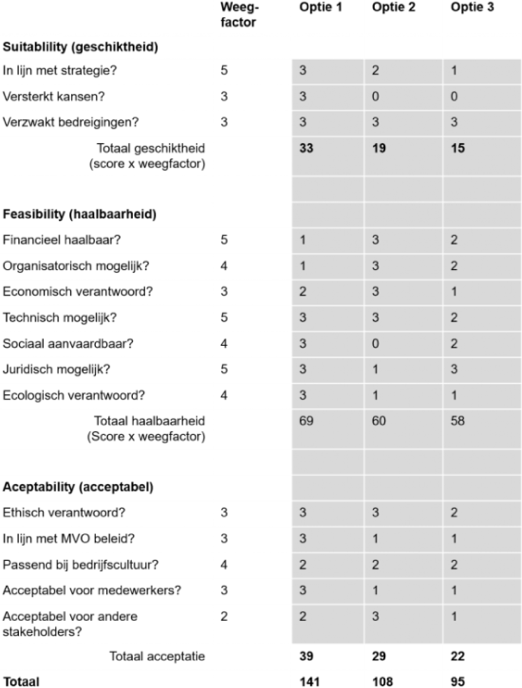 Weeg-factor Optie 1 Optie 2 Optie 3
Suitablility (geschiktheid)
In lijn met strategie? 5 3 2 1
Versterkt kansen? 3 3 0 0
Verzwakt bedreigingen? 3 3 3 3
Totaal geschiktheid 33 19 15
(score x weegfactor)
Feasibility (haalbaarheid)
Financieel haalbaar? 5 1 3 2
Organisatorisch mogelijk? 4 1 3 2
Economisch verantwoord? 3 2 3 1
Technisch mogelijk? 5 3 3 2
Sociaal aanvaardbaar? 4 3 0 2
Juridisch mogelijk? 5 3 1 3
Ecologisch verantwoord? 4 3 1 1
Totaal haalbaarheid 69 60 58
(Score x weegfactor)
Aceptability (acceptabel)
Ethisch verantwoord? 3 3 3 2
In lijn met MVO beleid? 3 3 1 1
Passend bij bedrijfscultuur? 4 2 2 2
Acceptabel voor medewerkers? 3 3 1 1
Acceptabel voor andere 2 2 3 1
stakeholders?
Totaal acceptatie 39 29 22
Totaal 141 108 95